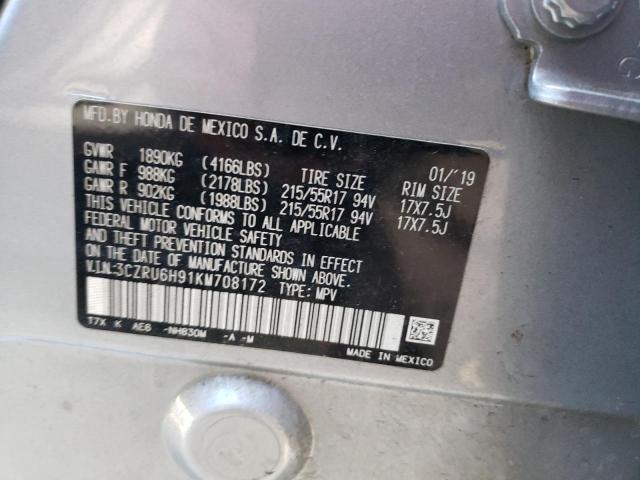 MFD.BY HONDA DE MEXICO S.A. DE C.V.
GVWR 1890KG (4166LBS) TIRE SIZE 01/'19 RIM SIZE
GAWR F 988KG (2178LBS) 215/55R17 94V 17X7.5J
GAWR R 902KG (1988LBS) 215/55R17 94V 17X7.5J
THIS VEHICLE CONFORMS TO ALL APPLICABLE
FEDERAL MOTOR VEHICLE SAFETY
AND THEFT PREVENTION STANDARDS IN EFFECT
ON THE DATE OF MANUFACTURE SHOWN ABOVE.
V.I.N.:3CZRU6H91KM708172 TYPE: MPV
T7X K AE6 -NH830M -A -M
MADE IN MEXICO